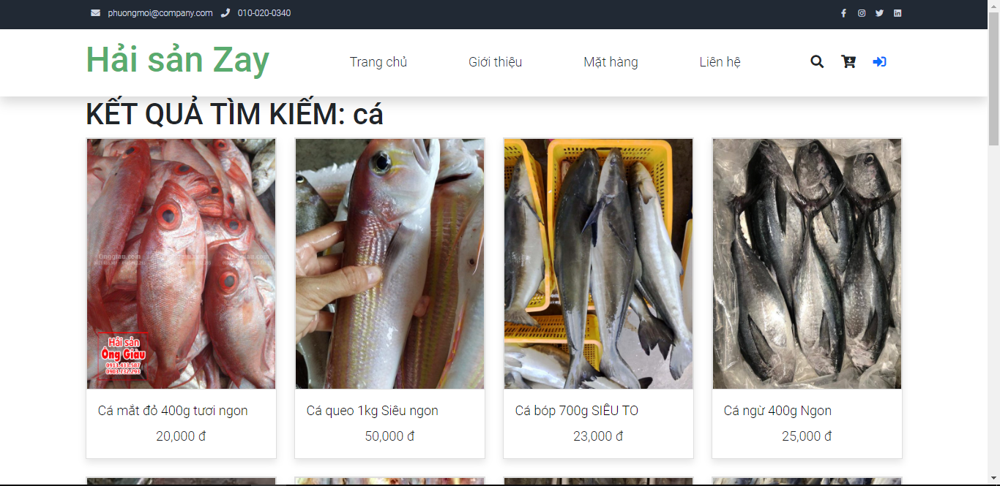 phuongmoi@company.com 010-020-0340
Hải sản Zay
Trang chủ Giới thiệu Mặt hàng Liên hệ
KẾT QUẢ TÌM KIẾM: cá
Hải sản
Ông Giàu
0913.433.587
0903.732.293
Cá mắt đỏ 400g tươi ngon
20,000 đ
Cá queo 1kg Siêu ngon
50,000 đ
Cá bóp 700g SIÊU TO
23,000 đ
Cá ngừ 400g Ngon
25,000 đ